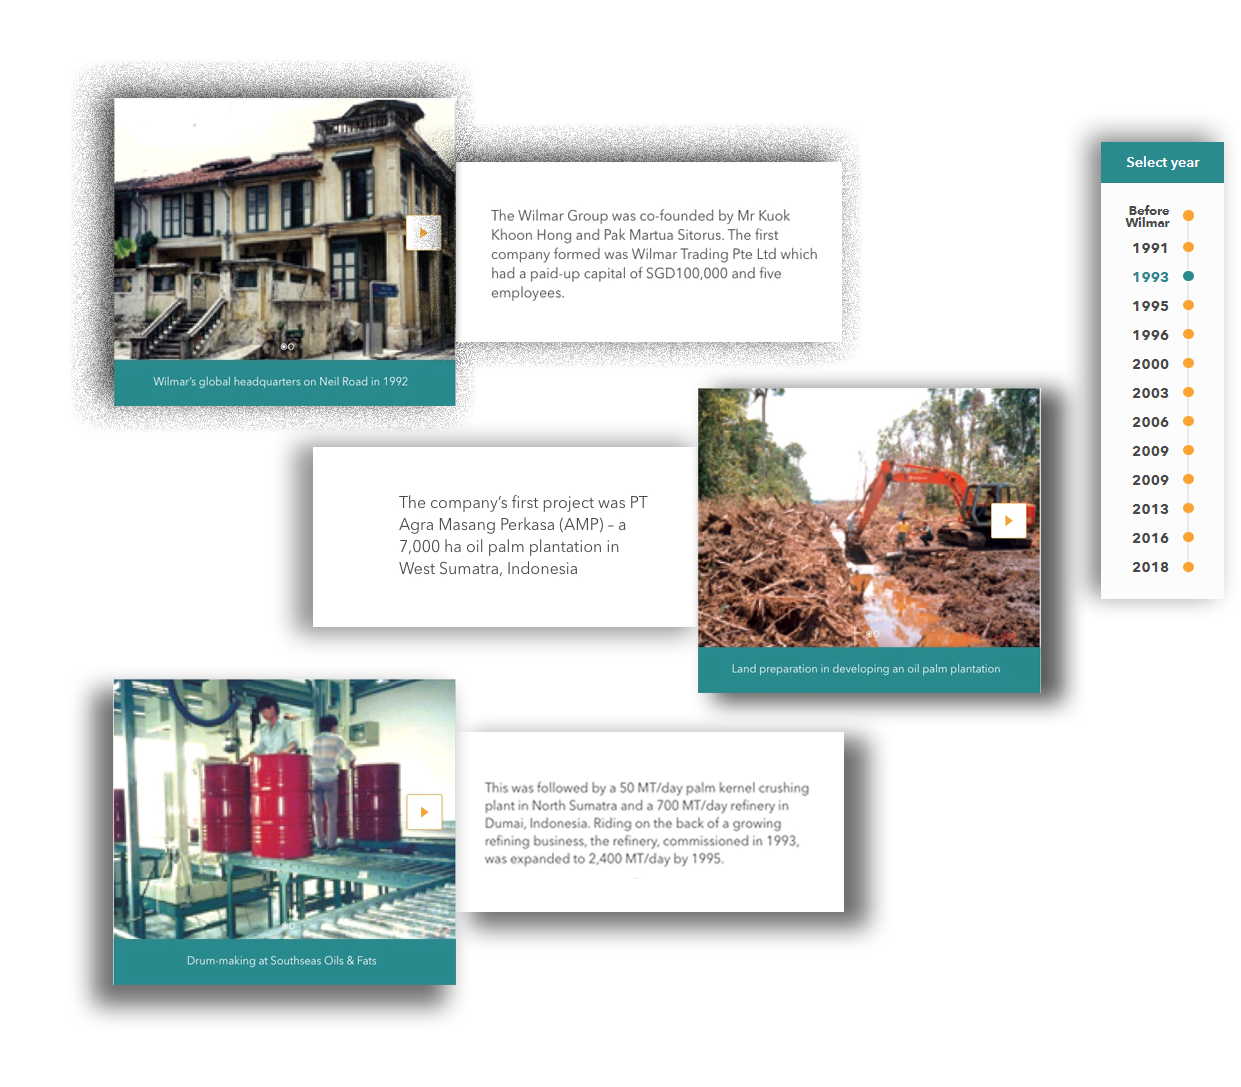 The Wilmar Group was co-founded by Mr Kuok
Khoon Hong and Pak Martua Sitorus. The first
company formed was Wilmar Trading Pte Ltd which
had a paid-up capital of SGD100,000 and five
employees.
Wilmar's global headquarters on Neil Road in 1992
The company's first project was PT
Agra Masang Perkasa (AMP) – a
7,000 ha oil palm plantation in
West Sumatra, Indonesia
Land preparation in developing an oil palm plantation
This was followed by a 50 MT/day palm kernel crushing
plant in North Sumatra and a 700 MT/day refinery in
Dumai, Indonesia. Riding on the back of a growing
refining business, the refinery, commissioned in 1993,
was expanded to 2,400 MT/day by 1995.
Drum-making at Southseas Oils & Fats
Select year
Before
Wilmar
1991
1993
1995
1996
2000
2003
2006
2009
2009
2013
2016
2018